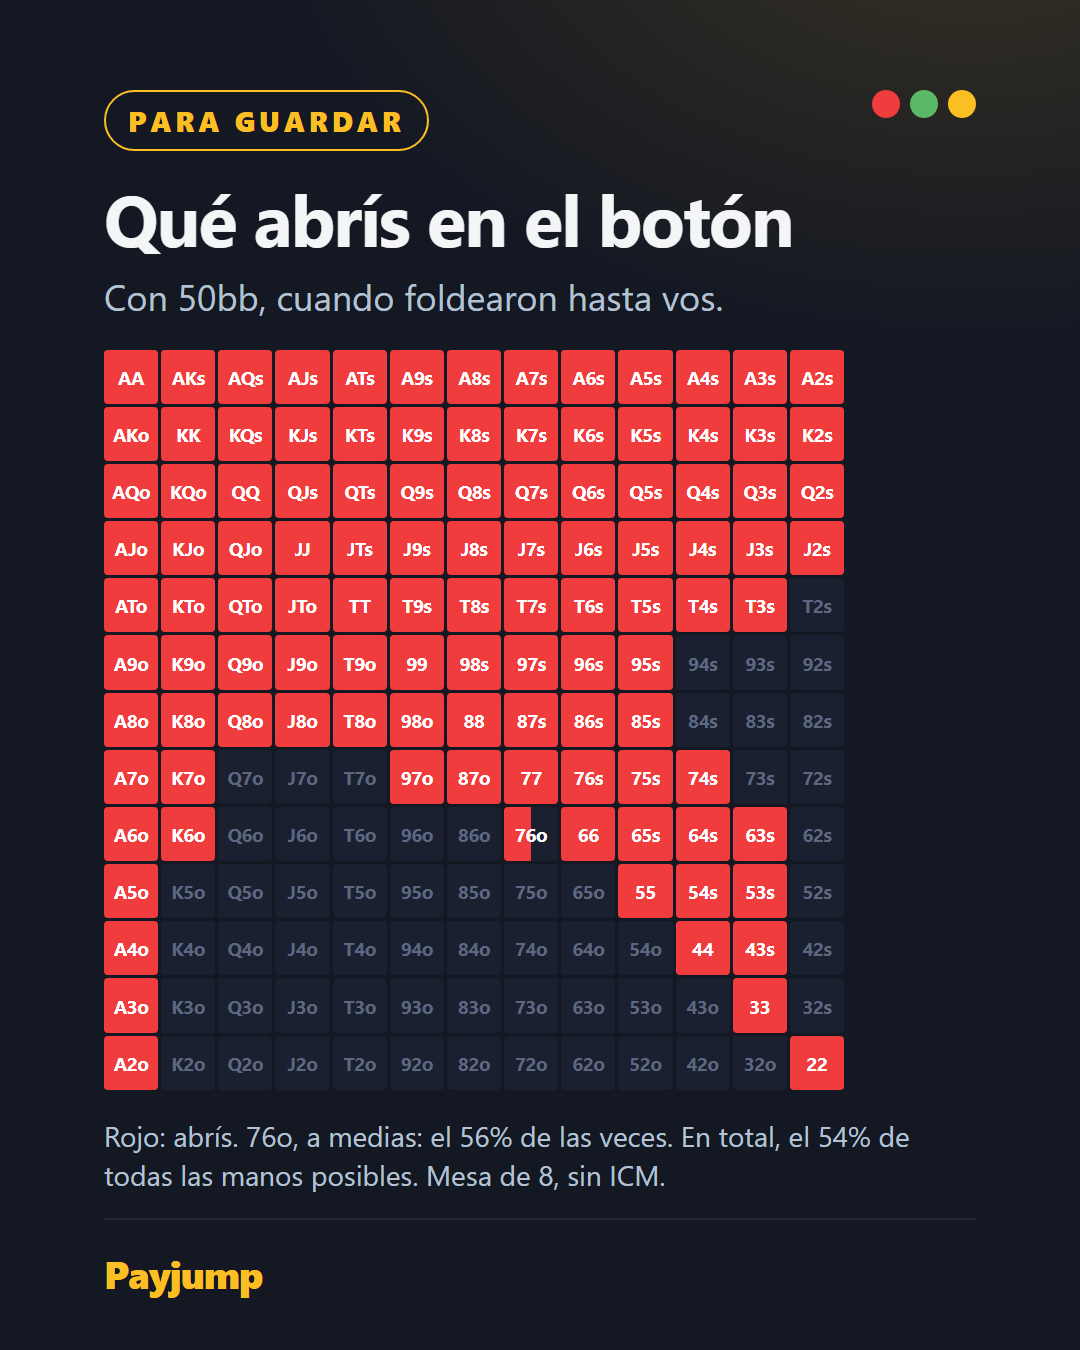 PARA GUARDAR
Qué abrís en el botón
Con 50bb, cuando foldearon hasta vos.
AA AKs AQs AJs ATs A9s A8s A7s A6s A5s A4s A3s A2s
AKo KK KQs KJs KTs K9s K8s K7s K6s K5s K4s K3s K2s
AQo KQo QQ QJs QTs Q9s Q8s Q7s Q6s Q5s Q4s Q3s Q2s
AJo KJo QJo JJ JTs J9s J8s J7s J6s J5s J4s J3s J2s
ATo KTo QTo JTo TT T9s T8s T7s T6s T5s T4s T3s T2s
A9o K9o Q9o J9o T9o 99 98s 97s 96s 95s 94s 93s 92s
A8o K8o Q8o J8o T8o 98o 88 87s 86s 85s 84s 83s 82s
A7o K7o Q7o J7o T7o 97o 87o 77 76s 75s 74s 73s 72s
A6o K6o Q6o J6o T6o 96o 86o 76o 66 65s 64s 63s 62s
A5o K5o Q5o J5o T5o 95o 85o 75o 65o 55 54s 53s 52s
A4o K4o Q4o J4o T4o 94o 84o 74o 64o 54o 44 43s 42s
A3o K3o Q3o J3o T3o 93o 83o 73o 63o 53o 43o 33 32s
A2o K2o Q2o J2o T2o 92o 82o 72o 62o 52o 42o 32o 22
Rojo: abrís. 76o, a medias: el 56% de las veces. En total, el 54% de
todas las manos posibles. Mesa de 8, sin ICM.
Payjump